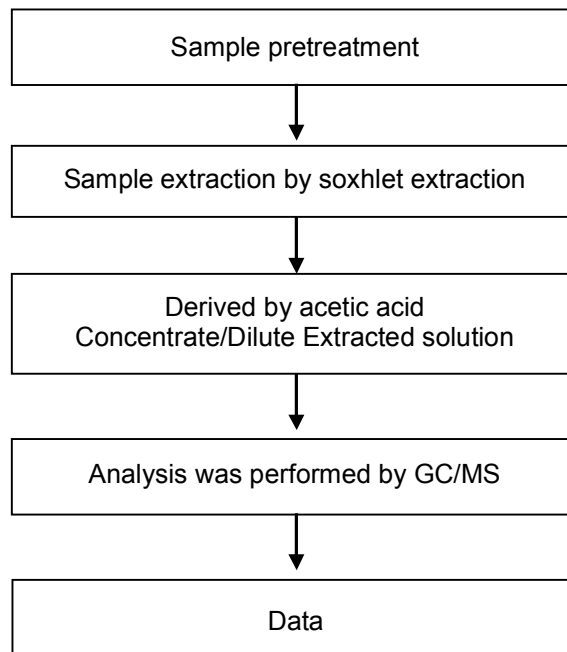 Sample pretreatment
Sample extraction by soxhlet extraction
Derived by acetic acid
Concentrate/Dilute Extracted solution
Analysis was performed by GC/MS
Data